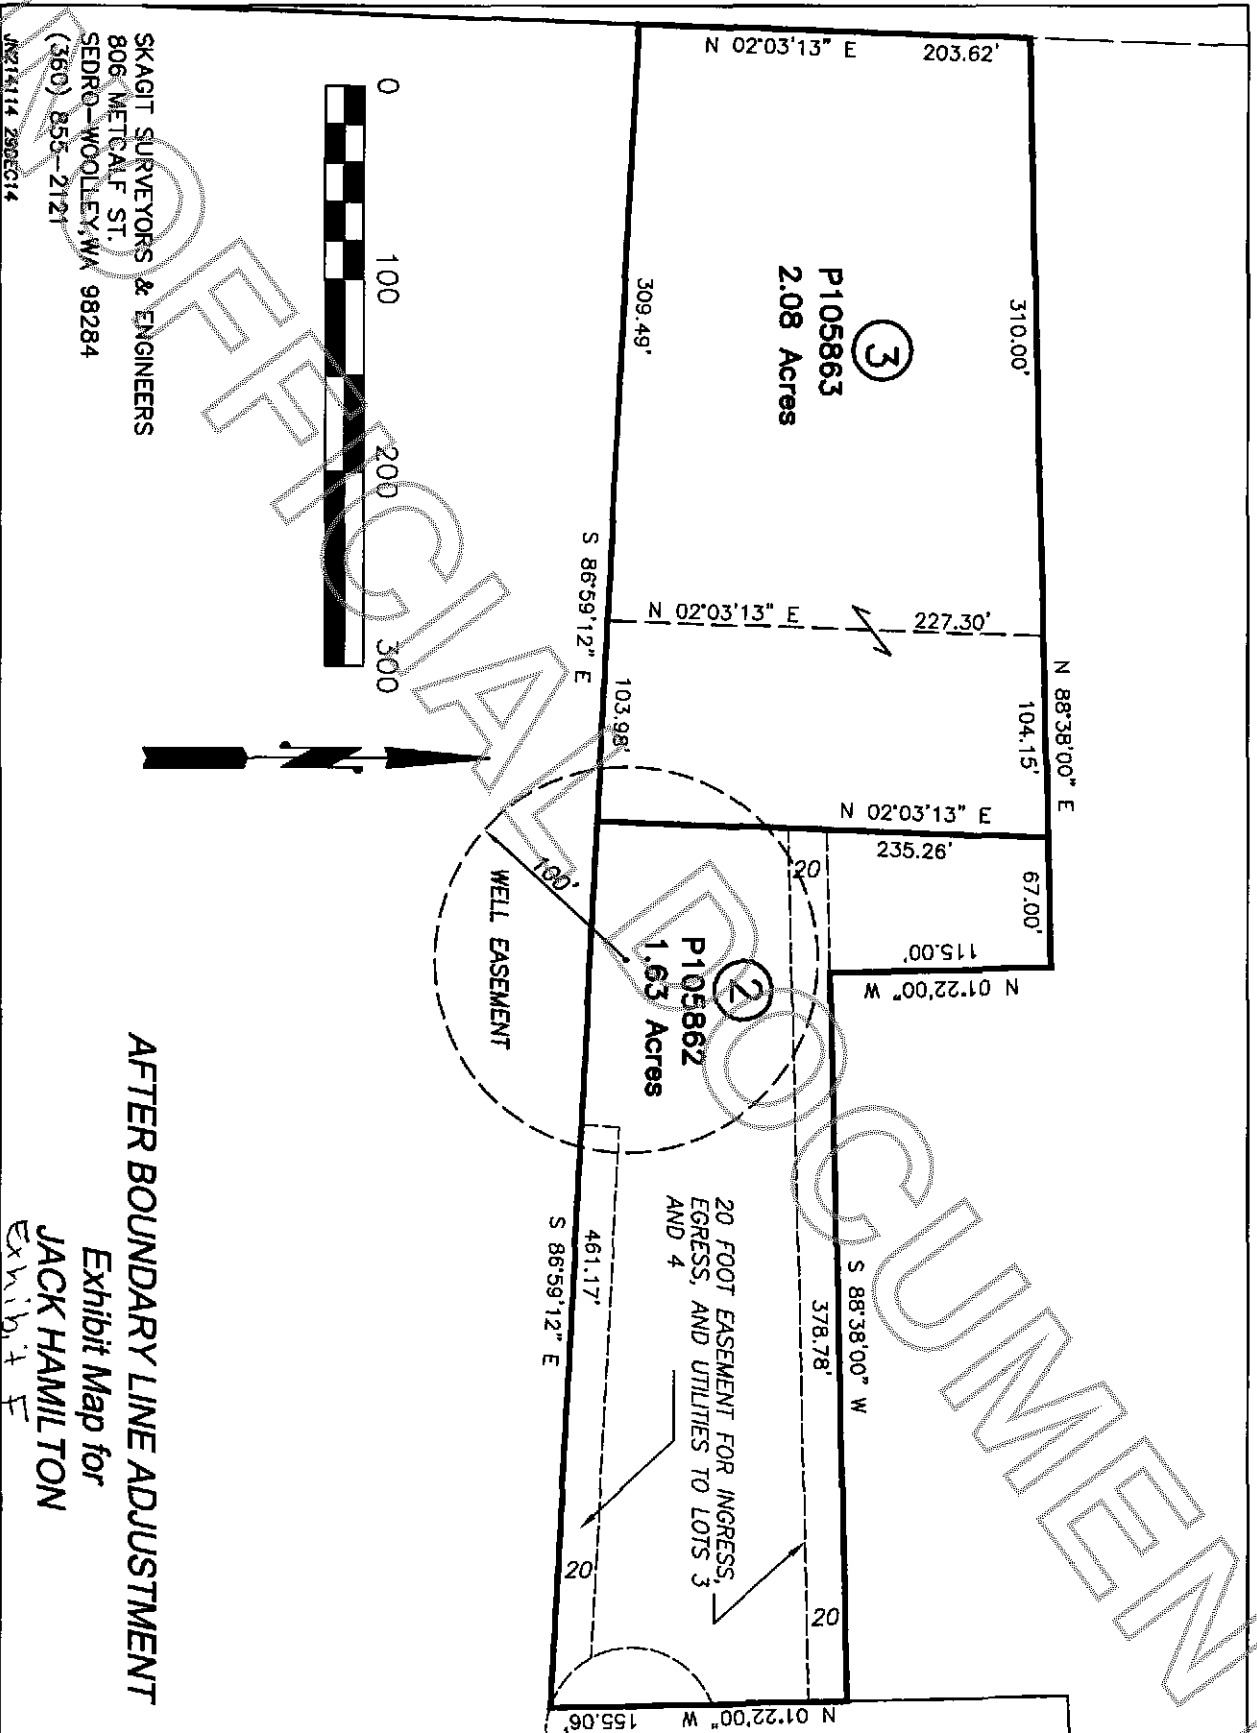 N 02°03'13" E
203.62'
310.00'
3
P105863
2.08 Acres
309.49'
S 86°59'12" E
N 02°03'13" E
227.30'
N 88°38'00" E
104.15'
103.98'
N 02°03'13" E
235.26'
67.00'
115.00'
N 01°22'00" W
20
2
P105862
1.63 Acres
100'
WELL EASEMENT
S 88°38'00" W
378.78'
20 FOOT EASEMENT FOR INGRESS,
EGRESS, AND UTILITIES TO LOTS 3
AND 4
461.17'
S 86°59'12" E
20
20
N 01°22'00" W
155.06'
0
100
200
300
SKAGIT SURVEYORS & ENGINEERS
806 METCALF ST.
SEDRO-WOOLLEY, WA 98284
(360) 855-2121
JN214114 29DEC14
AFTER BOUNDARY LINE ADJUSTMENT
Exhibit Map for
JACK HAMILTON
Exhibit F
UNOFFICIAL DOCUMEN